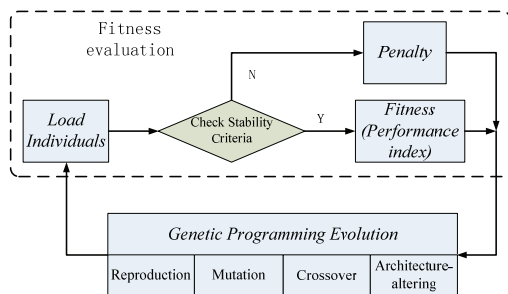 Fitness
evaluation
N
Penalty
Load
Individuals
Check Stability
Criteria
Y
Fitness
(Performance
index)
Genetic Programming Evolution
Reproduction
Mutation
Crossover
Architecture-
altering